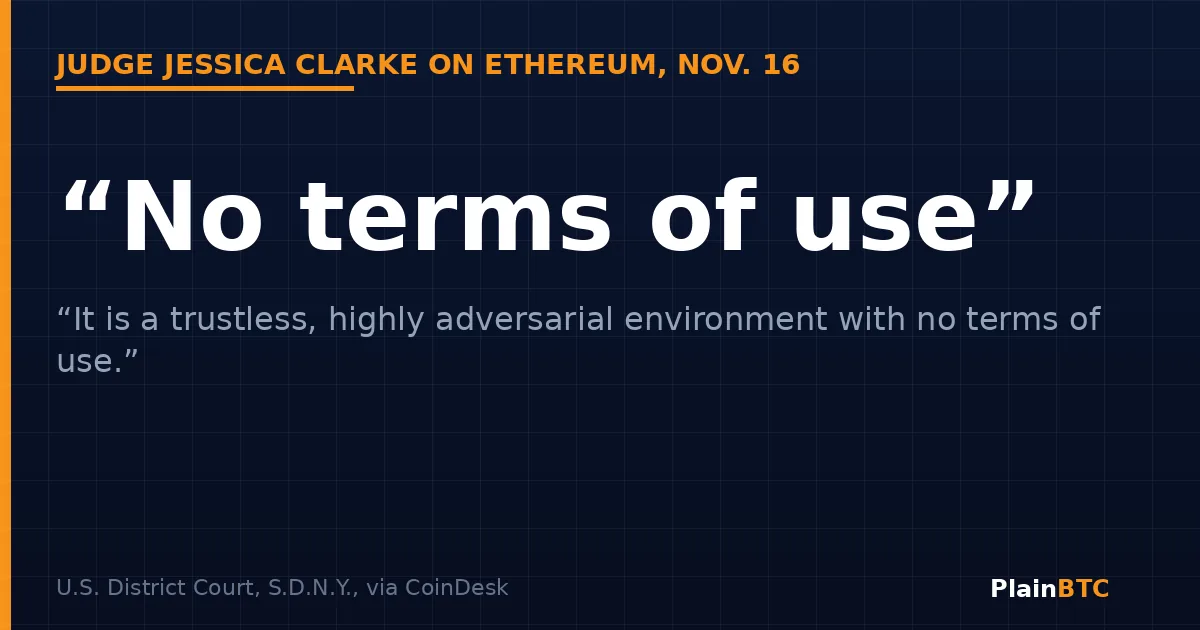 JUDGE JESSICA CLARKE ON ETHEREUM, NOV. 16
“No terms of use”
“It is a trustless, highly adversarial environment with no terms of
use.”
U.S. District Court, S.D.N.Y., via CoinDesk
PlainBTC